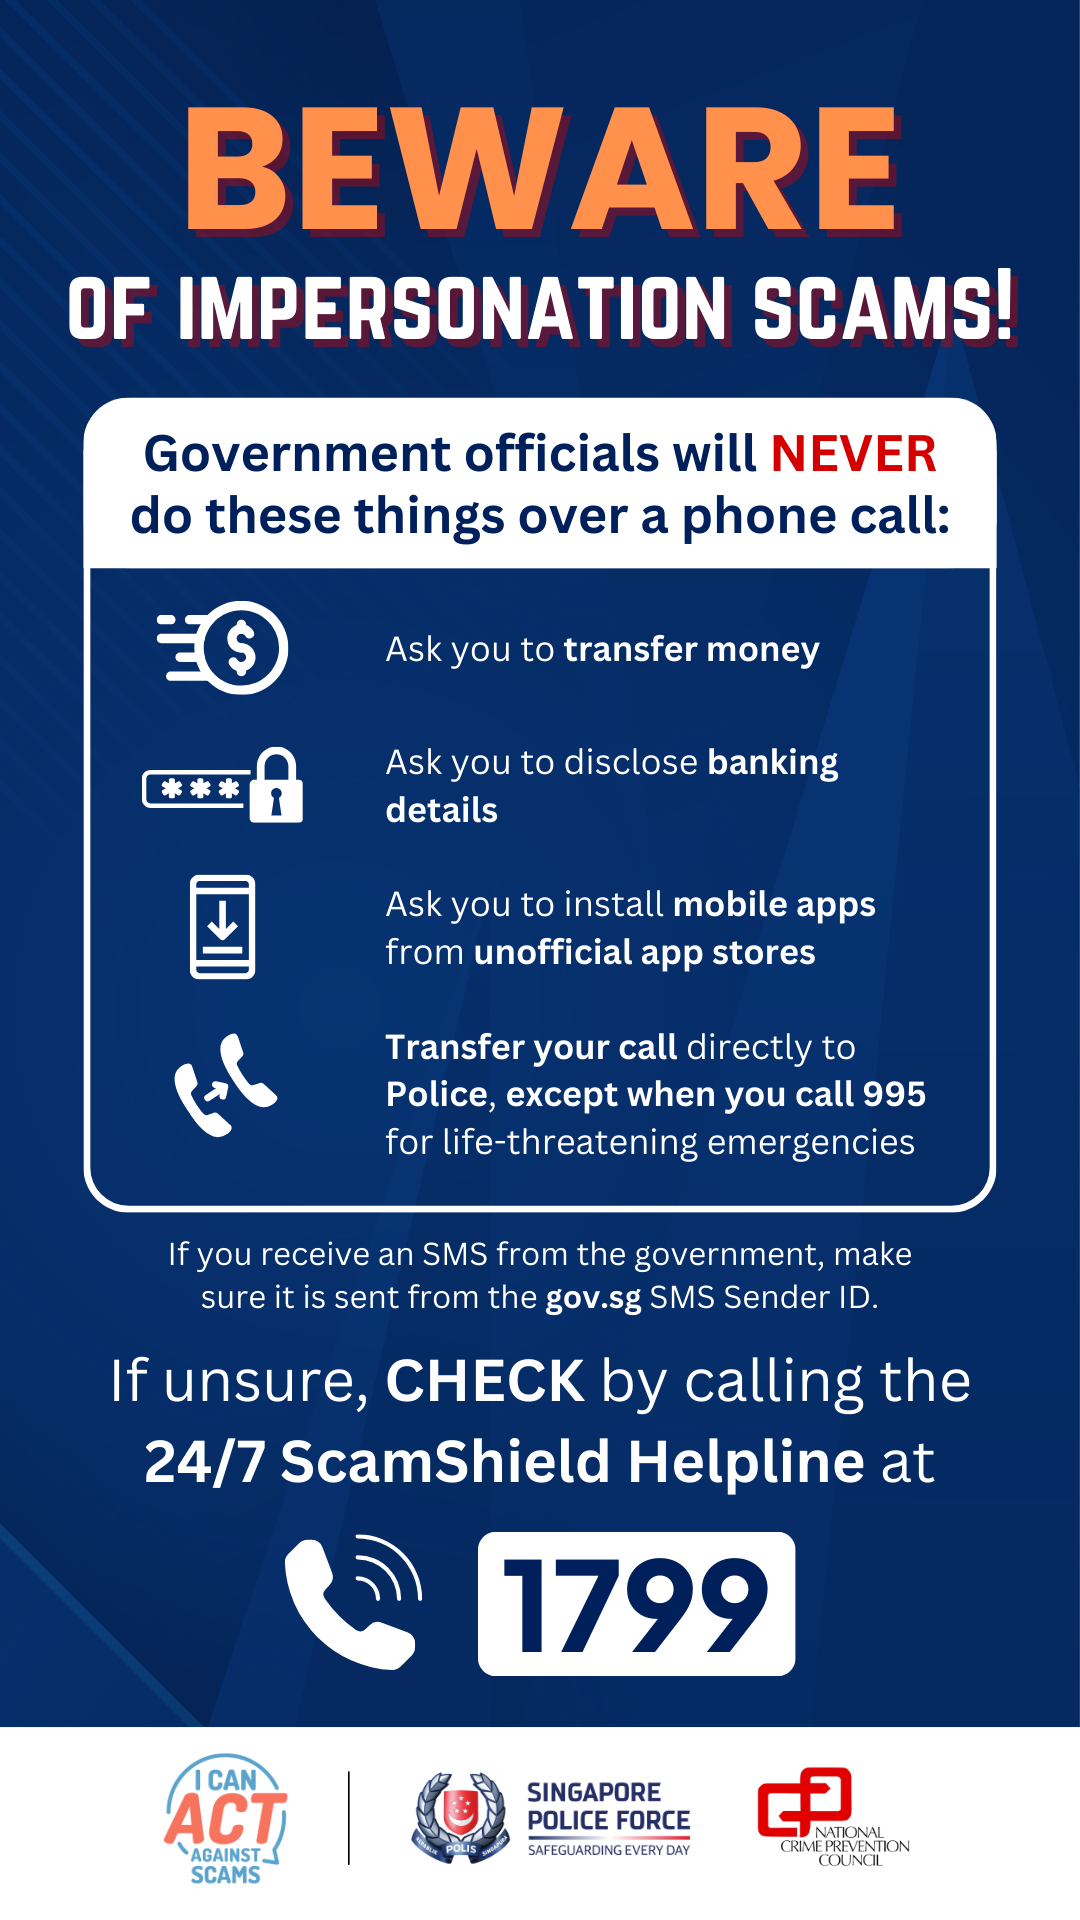 BEWARE
OF IMPERSONATION SCAMS!
Government officials will NEVER
do these things over a phone call:
Ask you to transfer money
Ask you to disclose banking
details
Ask you to install mobile apps
from unofficial app stores
Transfer your call directly to
Police, except when you call 995
for life-threatening emergencies
If you receive an SMS from the government, make
sure it is sent from the gov.sg SMS Sender ID.
If unsure, CHECK by calling the
24/7 ScamShield Helpline at
1799
I CAN
ACT
AGAINST
SCAMS
REPUBLIK POLIS SINGAPURA
SINGAPORE
POLICE FORCE
SAFEGUARDING EVERY DAY
NATIONAL
CRIME PREVENTION
COUNCIL